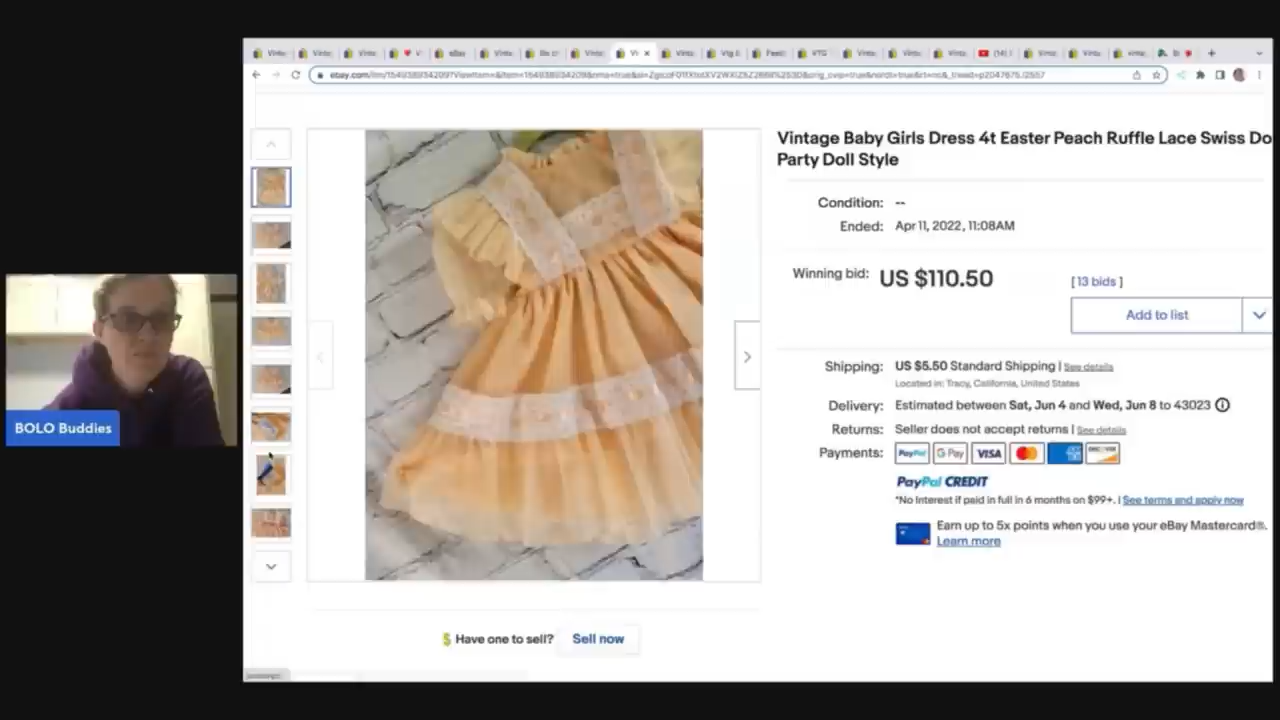 Vintage Baby Girls Dress 4t Easter Peach Ruffle Lace Swiss Do
Party Doll Style
Condition: --
Ended: Apr 11, 2022, 11:08AM
Winning bid: US $110.50 [ 13 bids ]
Add to list
Shipping: US $5.50 Standard Shipping | See details
Located in: Tracy, California, United States
Delivery: Estimated between Sat, Jun 4 and Wed, Jun 8 to 43023
Returns: Seller does not accept returns | See details
Payments: PayPal G Pay VISA DISCOVER
PayPal CREDIT
*No Interest if paid in full in 6 months on $99+. | See terms and apply now
Earn up to 5x points when you use your eBay Mastercard®.
Learn more
$ Have one to sell? Sell now
BOLO Buddies